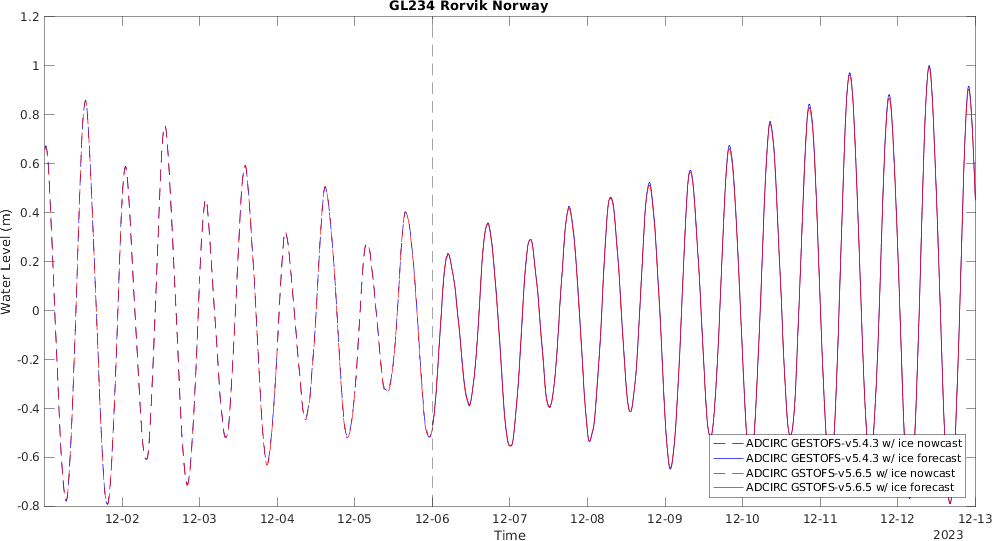 GL234 Rorvik Norway
1.2
1
0.8
0.6
0.4
0.2
0
-0.2
-0.4
-0.6
-0.8
Water Level (m)
ADCIRC GESTOFS-v5.4.3 w/ ice nowcast
ADCIRC GESTOFS-v5.4.3 w/ ice forecast
ADCIRC GSTOFS-v5.6.5 w/ ice nowcast
ADCIRC GSTOFS-v5.6.5 w/ ice forecast
12-02 12-03 12-04 12-05 12-06 12-07 12-08 12-09 12-10 12-11 12-12 12-13
Time
2023